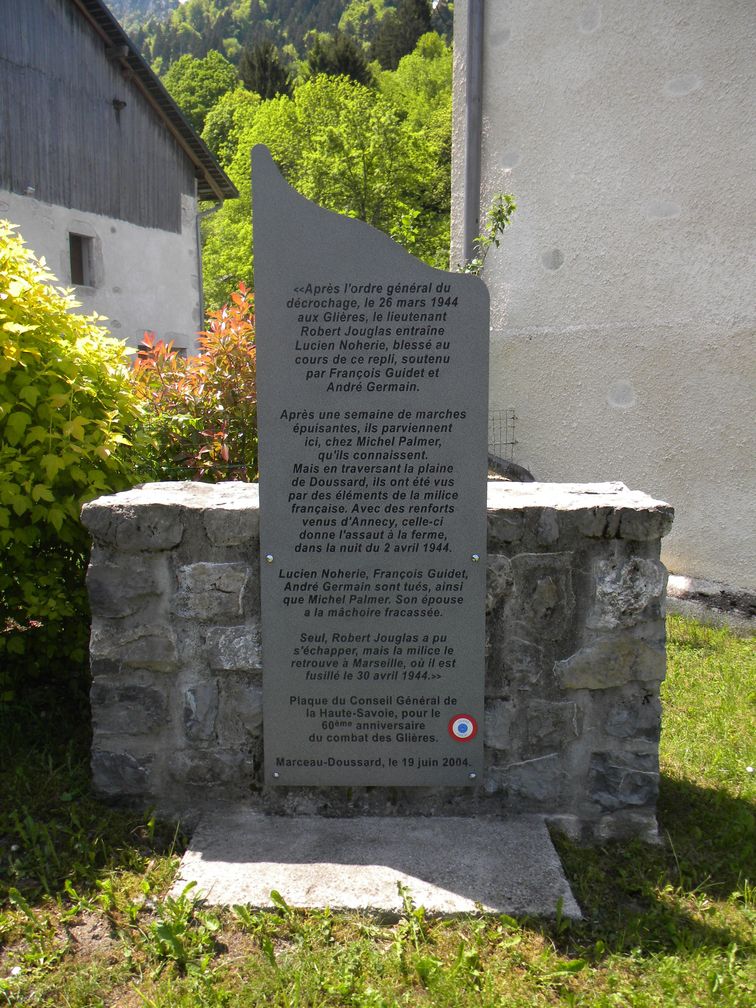 <<Après l'ordre général du
décrochage, le 26 mars 1944
aux Glières, le lieutenant
Robert Jouglas entraîne
Lucien Noherie, blessé au
cours de ce repli, soutenu
par François Guidet et
André Germain.
Après une semaine de marches
épuisantes, ils parviennent
ici, chez Michel Palmer,
qu'ils connaissent.
Mais en traversant la plaine
de Doussard, ils ont été vus
par des éléments de la milice
française. Avec des renforts
venus d'Annecy, celle-ci
donne l'assaut à la ferme,
dans la nuit du 2 avril 1944.
Lucien Noherie, François Guidet,
André Germain sont tués, ainsi
que Michel Palmer. Son épouse
a la mâchoire fracassée.
Seul, Robert Jouglas a pu
s'échapper, mais la milice le
retrouve à Marseille, où il est
fusillé le 30 avril 1944.>>
Plaque du Conseil Général de
la Haute-Savoie, pour le
60ème anniversaire
du combat des Glières.
Marceau-Doussard, le 19 juin 2004.